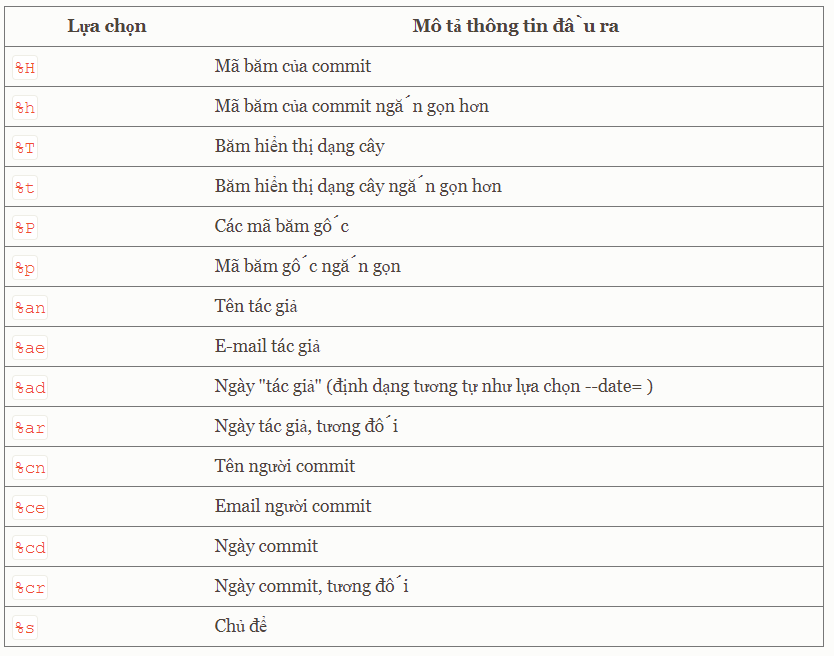 Lựa chọn Mô tả thông tin đầu ra
%H Mã băm của commit
%h Mã băm của commit ngắn gọn hơn
%T Băm hiển thị dạng cây
%t Băm hiển thị dạng cây ngắn gọn hơn
%P Các mã băm gốc
%p Mã băm gốc ngắn gọn
%an Tên tác giả
%ae E-mail tác giả
%ad Ngày "tác giả" (định dạng tương tự như lựa chọn --date= )
%ar Ngày tác giả, tương đối
%cn Tên người commit
%ce Email người commit
%cd Ngày commit
%cr Ngày commit, tương đối
%s Chủ để